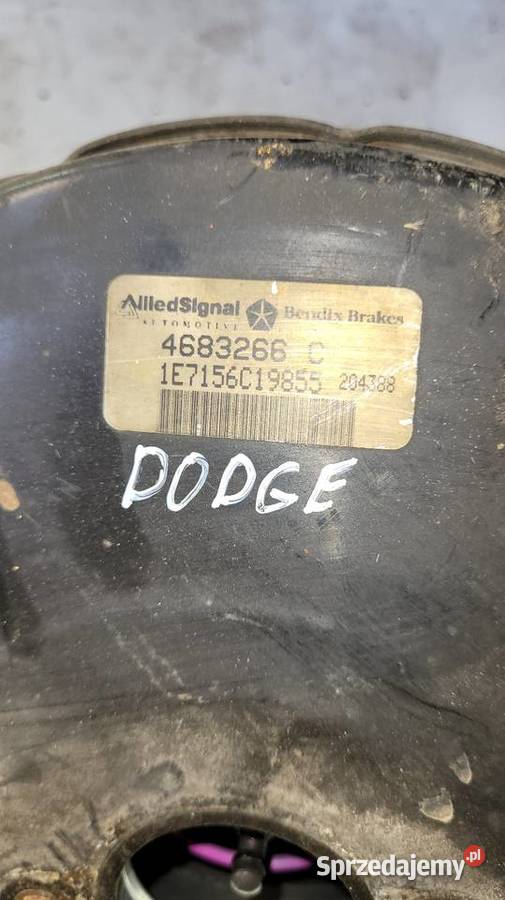 AlliedSignal Bendix Brakes
AUTOMOTIVE
4683266 C
1E7156C19855 204388
DODGE
Sprzedajemy.pl